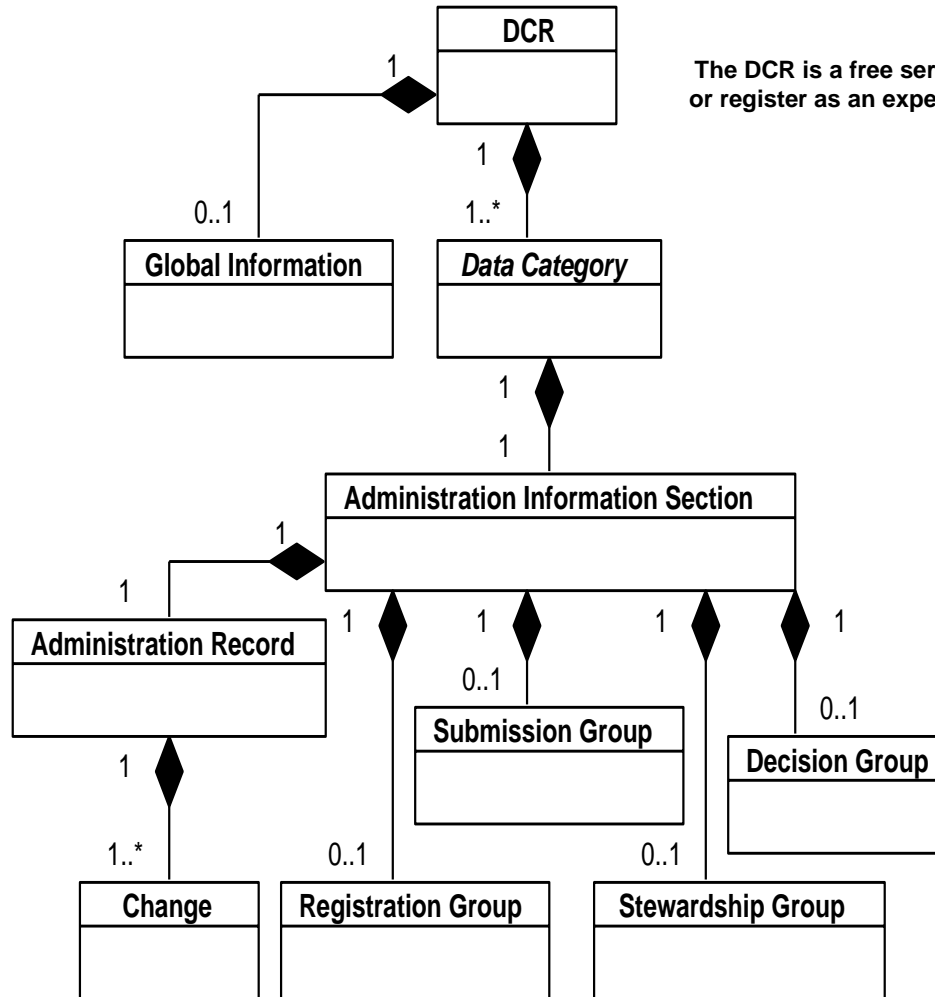 DCR
The DCR is a free
or register as an
1
1
0..1
1..*
Global Information
Data Category
1
1
Administration Information Section
1
1
1
1
1
1
Administration Record
0..1
0..1
Submission Group
Decision Group
1
1..*
0..1
0..1
Change
Registration Group
Stewardship Group